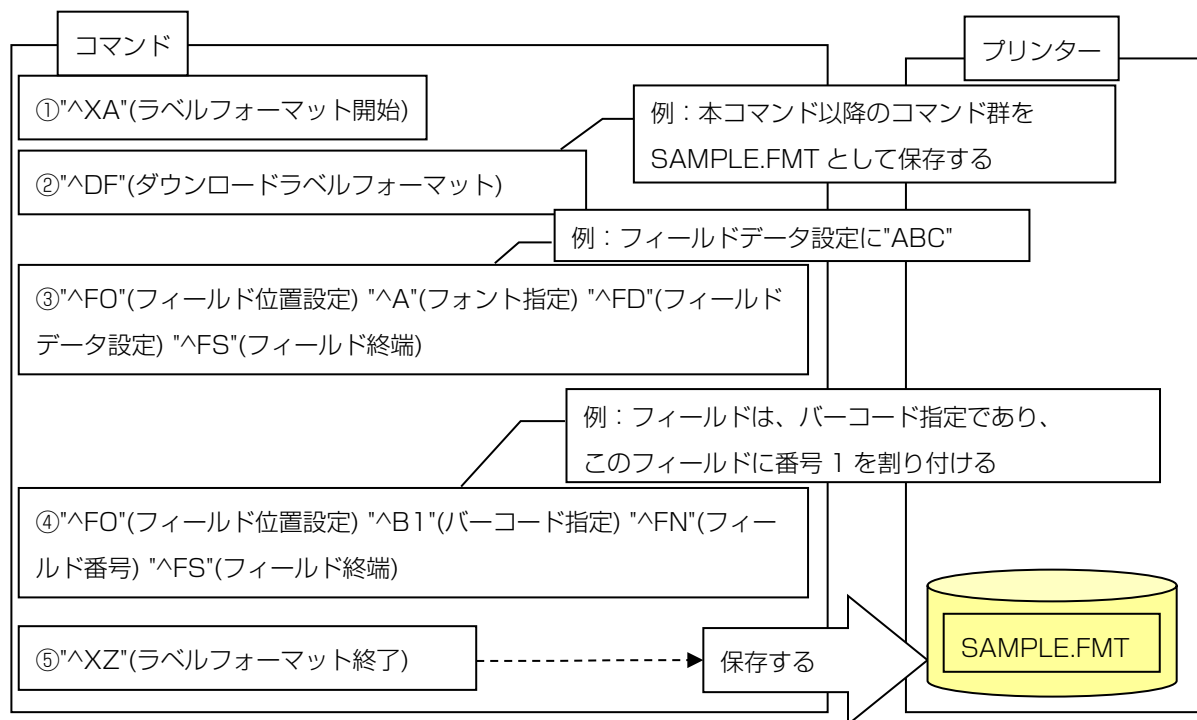 コマンド
プリンター
①"^XA"(ラベルフォーマット開始)
例：本コマンド以降のコマンド群を
SAMPLE.FMT として保存する
②"^DF"(ダウンロードラベルフォーマット)
例：フィールドデータ設定に"ABC"
③"^FO"(フィールド位置設定) "^A"(フォント指定) "^FD"(フィールド
データ設定) "^FS"(フィールド終端)
例：フィールドは、バーコード指定であり、
このフィールドに番号 1 を割り付ける
④"^FO"(フィールド位置設定) "^B1"(バーコード指定) "^FN"(フィー
ルド番号) "^FS"(フィールド終端)
⑤"^XZ"(ラベルフォーマット終了)
保存する
SAMPLE.FMT